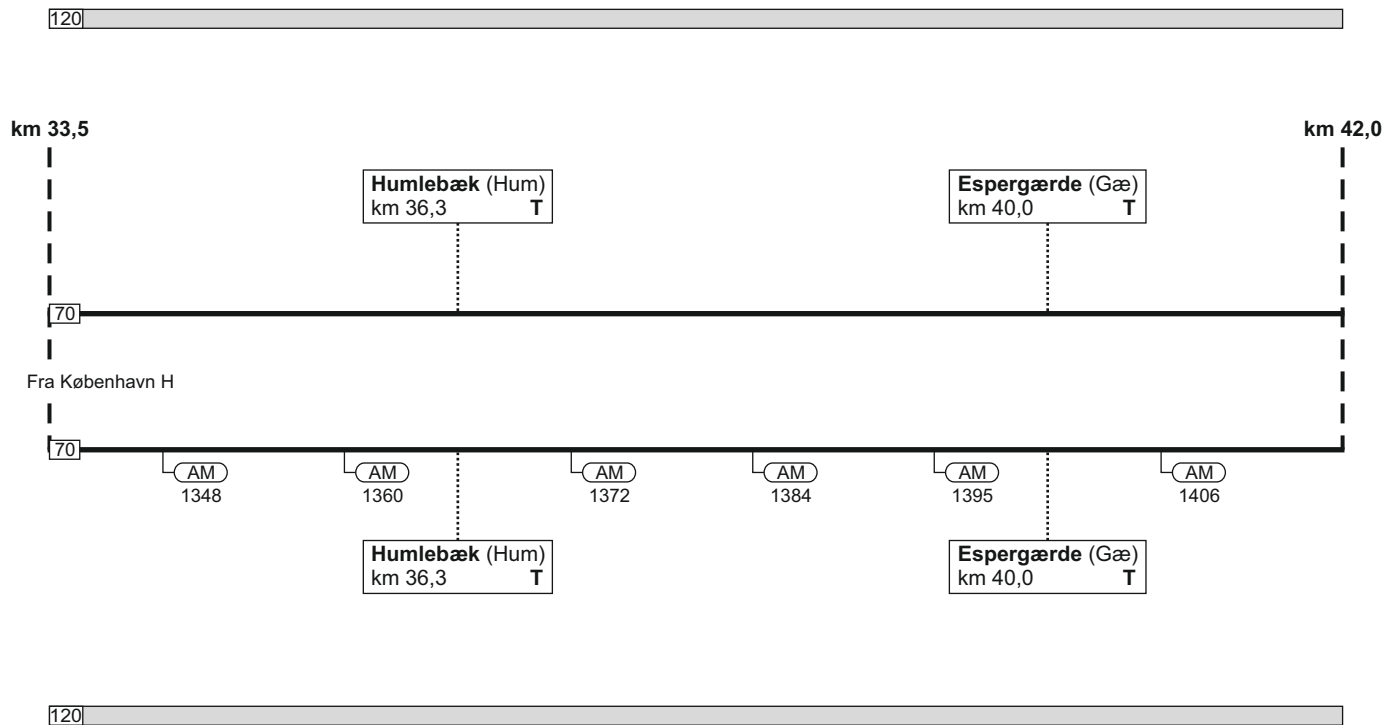 120
km 33,5
km 42,0
Humlebæk (Hum)
km 36,3 T
Espergærde (Gæ)
km 40,0 T
70
Fra København H
70
AM
1348
AM
1360
AM
1372
AM
1384
AM
1395
AM
1406
Humlebæk (Hum)
km 36,3 T
Espergærde (Gæ)
km 40,0 T
120